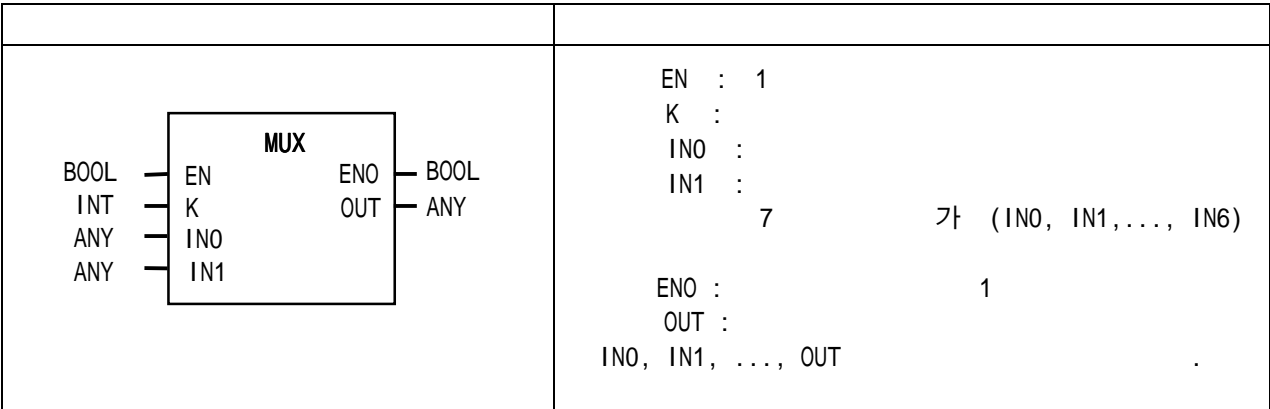 MUX
BOOL EN ENO BOOL
INT K OUT ANY
ANY IN0
ANY IN1
EN : 1
K :
IN0 :
IN1 :
7 가 (IN0, IN1,..., IN6)
ENO : 1
OUT :
IN0, IN1, ..., OUT .